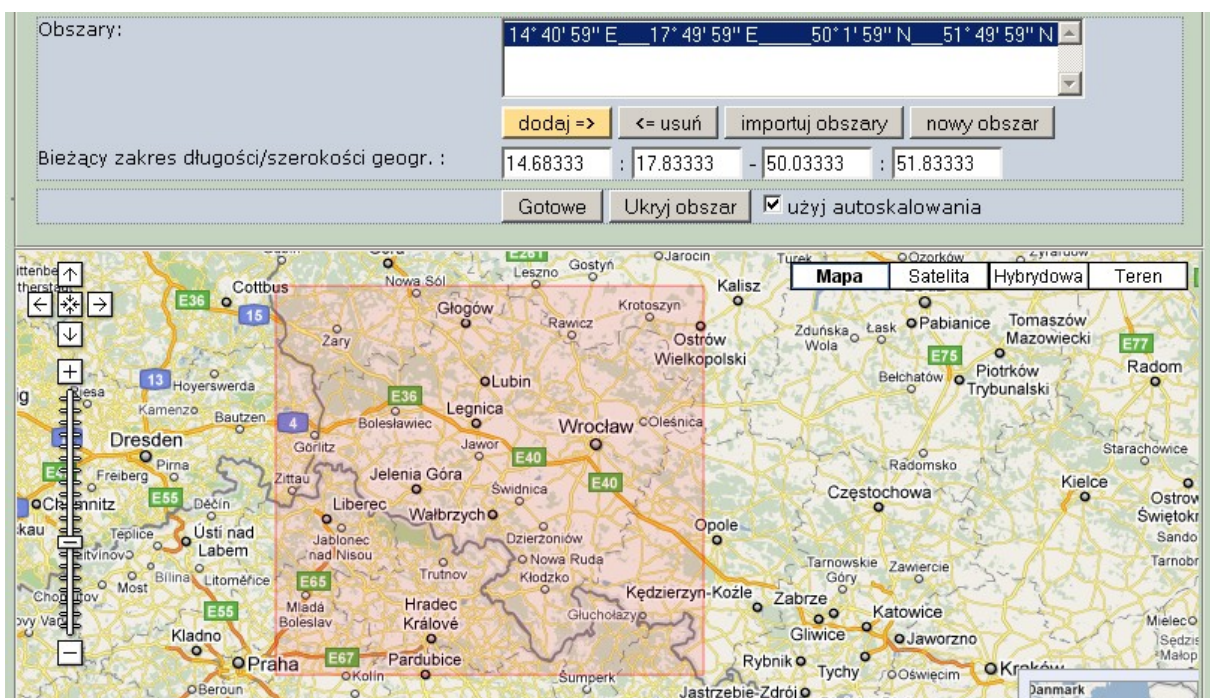 Obszary:
14° 40' 59'' E___17° 49' 59'' E_____50° 1' 59'' N___51° 49' 59'' N
dodaj => <= usuń importuj obszary nowy obszar
Bieżący zakres długości/szerokości geogr. :
14.68333 : 17.83333 - 50.03333 : 51.83333
Gotowe Ukryj obszar użyj autoskalowania
Mapa Satelita Hybrydowa Teren
E261 Jarocin Turek Ozorków
Leszno Gostyń
Cottbus Nowa Sól Kalisz
E36 15 Głogów Rawicz Krotoszyn
Żary Ostrów Wielkopolski
Zduńska Wola Łask Pabianice Tomaszów Mazowiecki
E75 E77
Bełchatów Piotrków Trybunalski Radom
13 Hoyerswerda Lubin
E36
Kamenz Bautzen 4 Bolesławiec Legnica Wrocław Oleśnica
Dresden Görlitz Jawor E40
Freiberg Pirna Radomsko Starachowice
Zittau Jelenia Góra Świdnica E40 Kielce
E55 Děčín Liberec Wałbrzych Częstochowa
Teplice Ústí nad Labem Jablonec nad Nisou Dzierżoniów Opole
Nowa Ruda
Most Bílina Litoměřice E65 Trutnov Kłodzko Tarnowskie Góry Zawiercie
Kędzierzyn-Koźle Zabrze
E55 Mladá Boleslav Hradec Králové Głuchołazy Katowice
Kladno Gliwice Jaworzno
Praha E67 Pardubice Rybnik Tychy Oświęcim Kraków
Beroun Kolín Šumperk Jastrzębie-Zdrój
Danmark